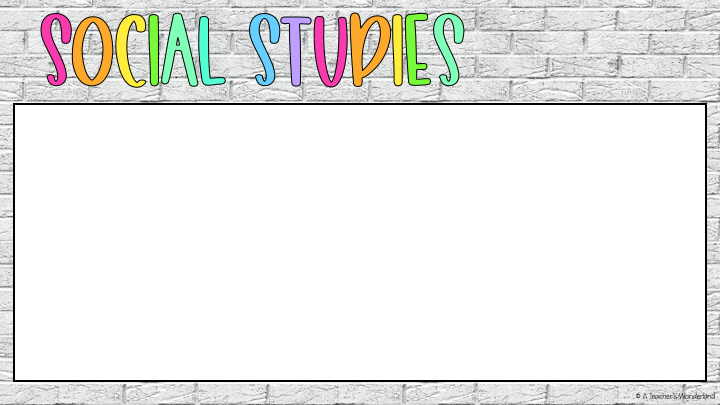 SOCIAL STUDIES
© A Teacher's Wonderland